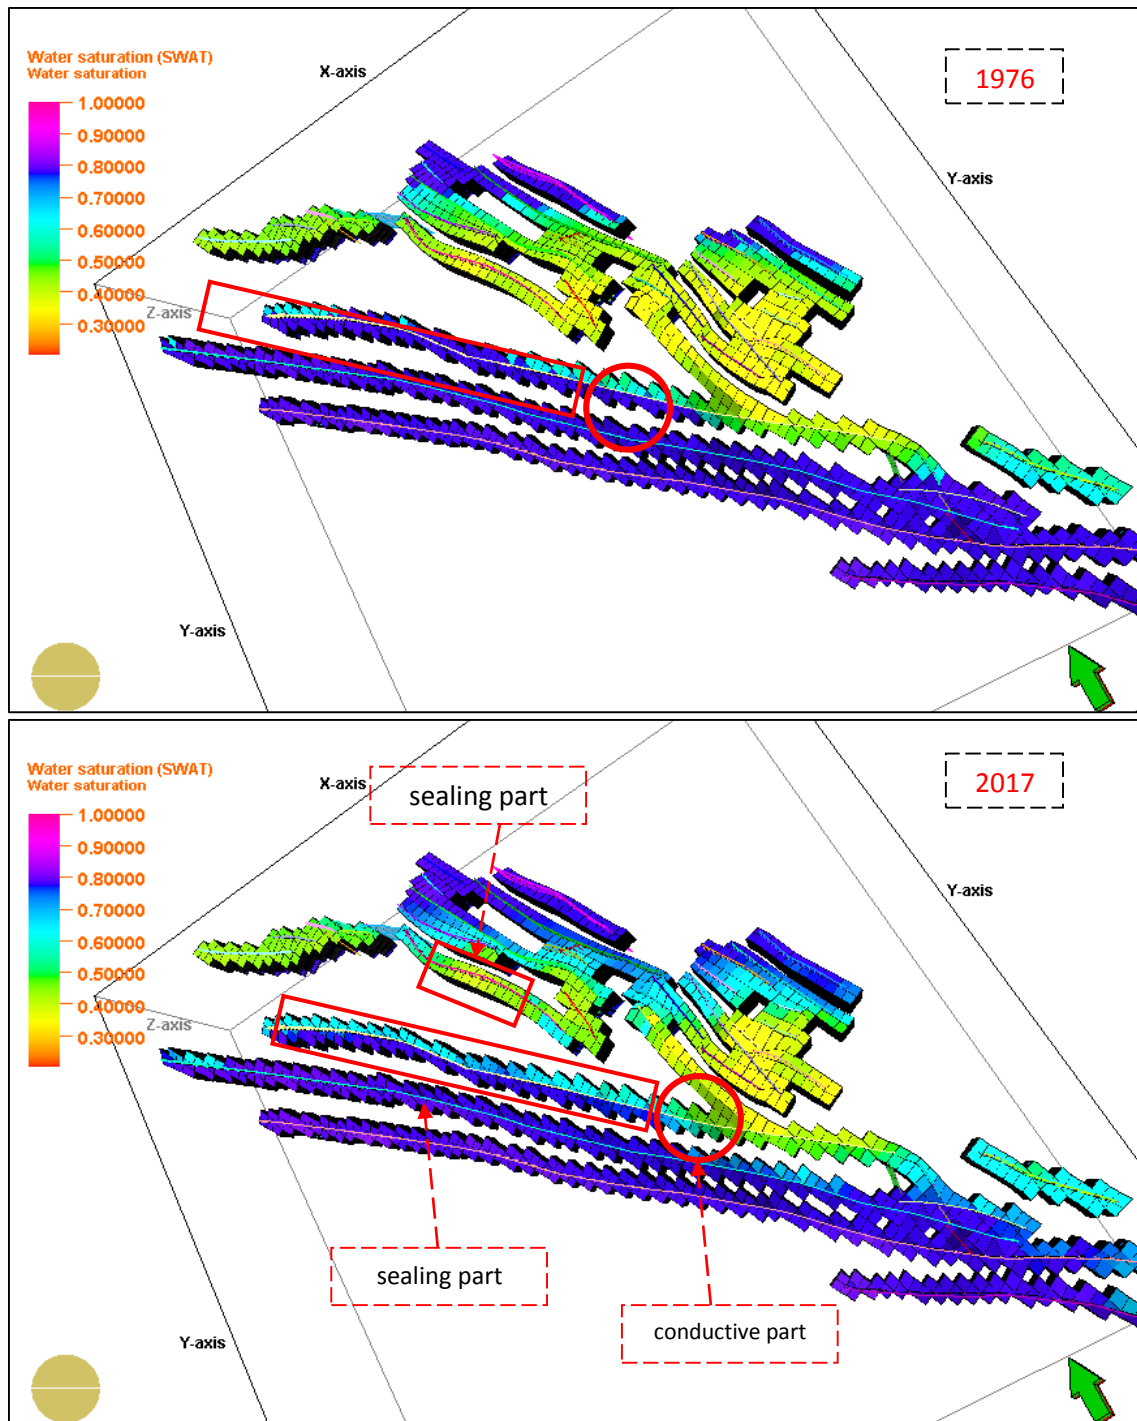 Water saturation (SWAT)
Water saturation
1.00000
0.90000
0.80000
0.70000
0.60000
0.50000
0.40000
0.30000
X-axis
1976
Y-axis
Z-axis
Y-axis
Water saturation (SWAT)
Water saturation
1.00000
0.90000
0.80000
0.70000
0.60000
0.50000
0.40000
0.30000
X-axis
sealing part
2017
Y-axis
Z-axis
sealing part
conductive part
Y-axis